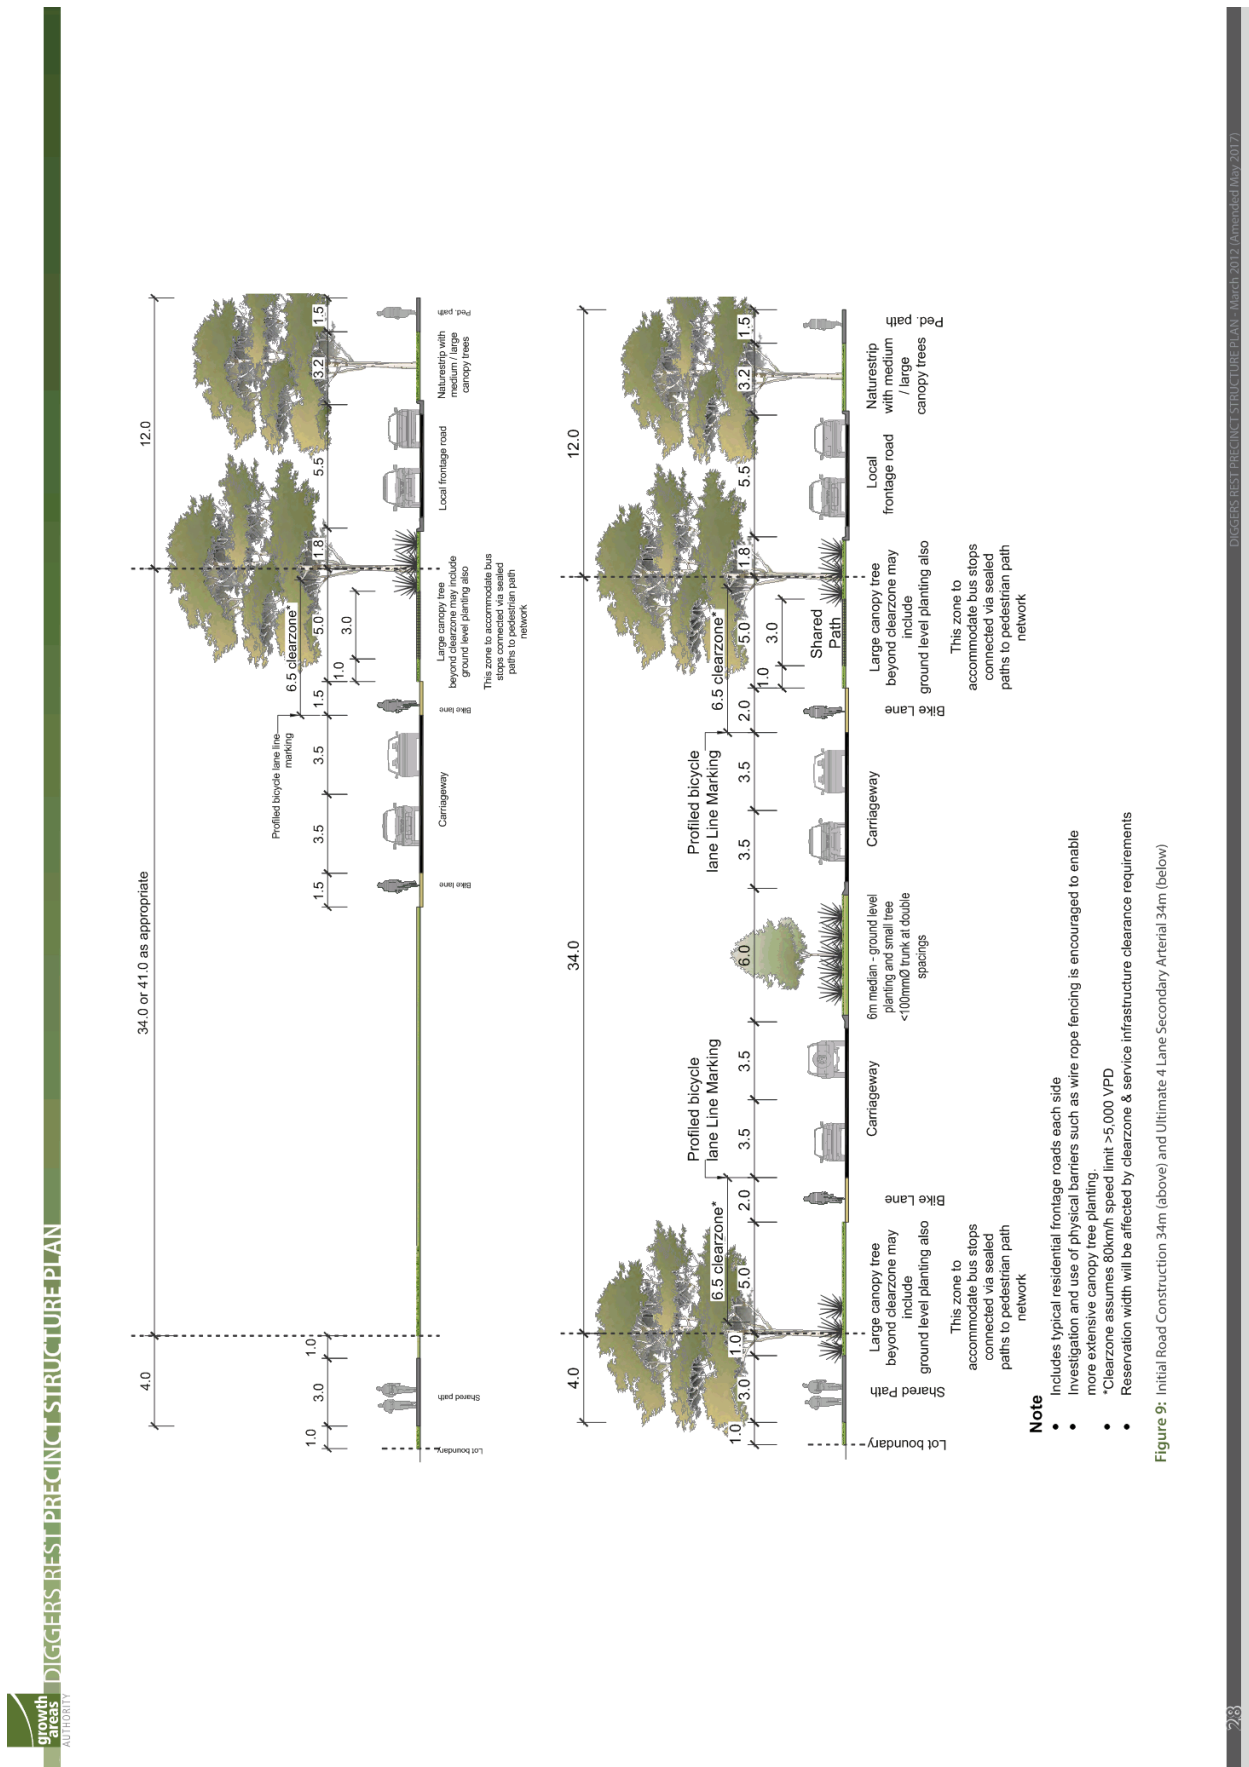 growth
areas
AUTHORITY
DIGGERS REST PRECINCT STRUCTURE PLAN
4.0
34.0 or 41.0 as appropriate
12.0
1.0
3.0
1.0
1.5
3.5
3.5
1.5
5.0
1.8
5.5
3.2
1.5
Profiled bicycle lane line
marking
6.5 clearzone*
1.0
3.0
Lot boundary
Shared path
Bike lane
Carriageway
Bike lane
Large canopy tree
beyond clearzone may include
ground level planting also
This zone to accommodate bus
stops connected via sealed
paths to pedestrian path
network
Local frontage road
Naturestrip with
medium / large
canopy trees
Ped. path
4.0
34.0
12.0
Profiled bicycle
lane Line Marking
Profiled bicycle
lane Line Marking
6.5 clearzone*
6.5 clearzone*
1.0
3.0
1.0
5.0
2.0
3.5
3.5
6.0
3.5
3.5
2.0
5.0
1.8
5.5
3.2
1.5
1.0
3.0
Shared
Path
Lot boundary
Shared Path
Large canopy tree
beyond clearzone may
include
ground level planting also
This zone to
accommodate bus stops
connected via sealed
paths to pedestrian path
network
Bike Lane
Carriageway
6m median - ground level
planting and small tree
<100mmØ trunk at double
spacings
Carriageway
Bike Lane
Large canopy tree
beyond clearzone may
include
ground level planting also
This zone to
accommodate bus stops
connected via sealed
paths to pedestrian path
network
Local
frontage road
Naturestrip
with medium
/ large
canopy trees
Ped. path
Note
• Includes typical residential frontage roads each side
• Investigation and use of physical barriers such as wire rope fencing is encouraged to enable
more extensive canopy tree planting.
• *Clearzone assumes 80km/h speed limit >5,000 VPD
• Reservation width will be affected by clearzone & service infrastructure clearance requirements
Figure 9: Initial Road Construction 34m (above) and Ultimate 4 Lane Secondary Arterial 34m (below)
28
DIGGERS REST PRECINCT STRUCTURE PLAN - March 2012 (Amended May 2017)